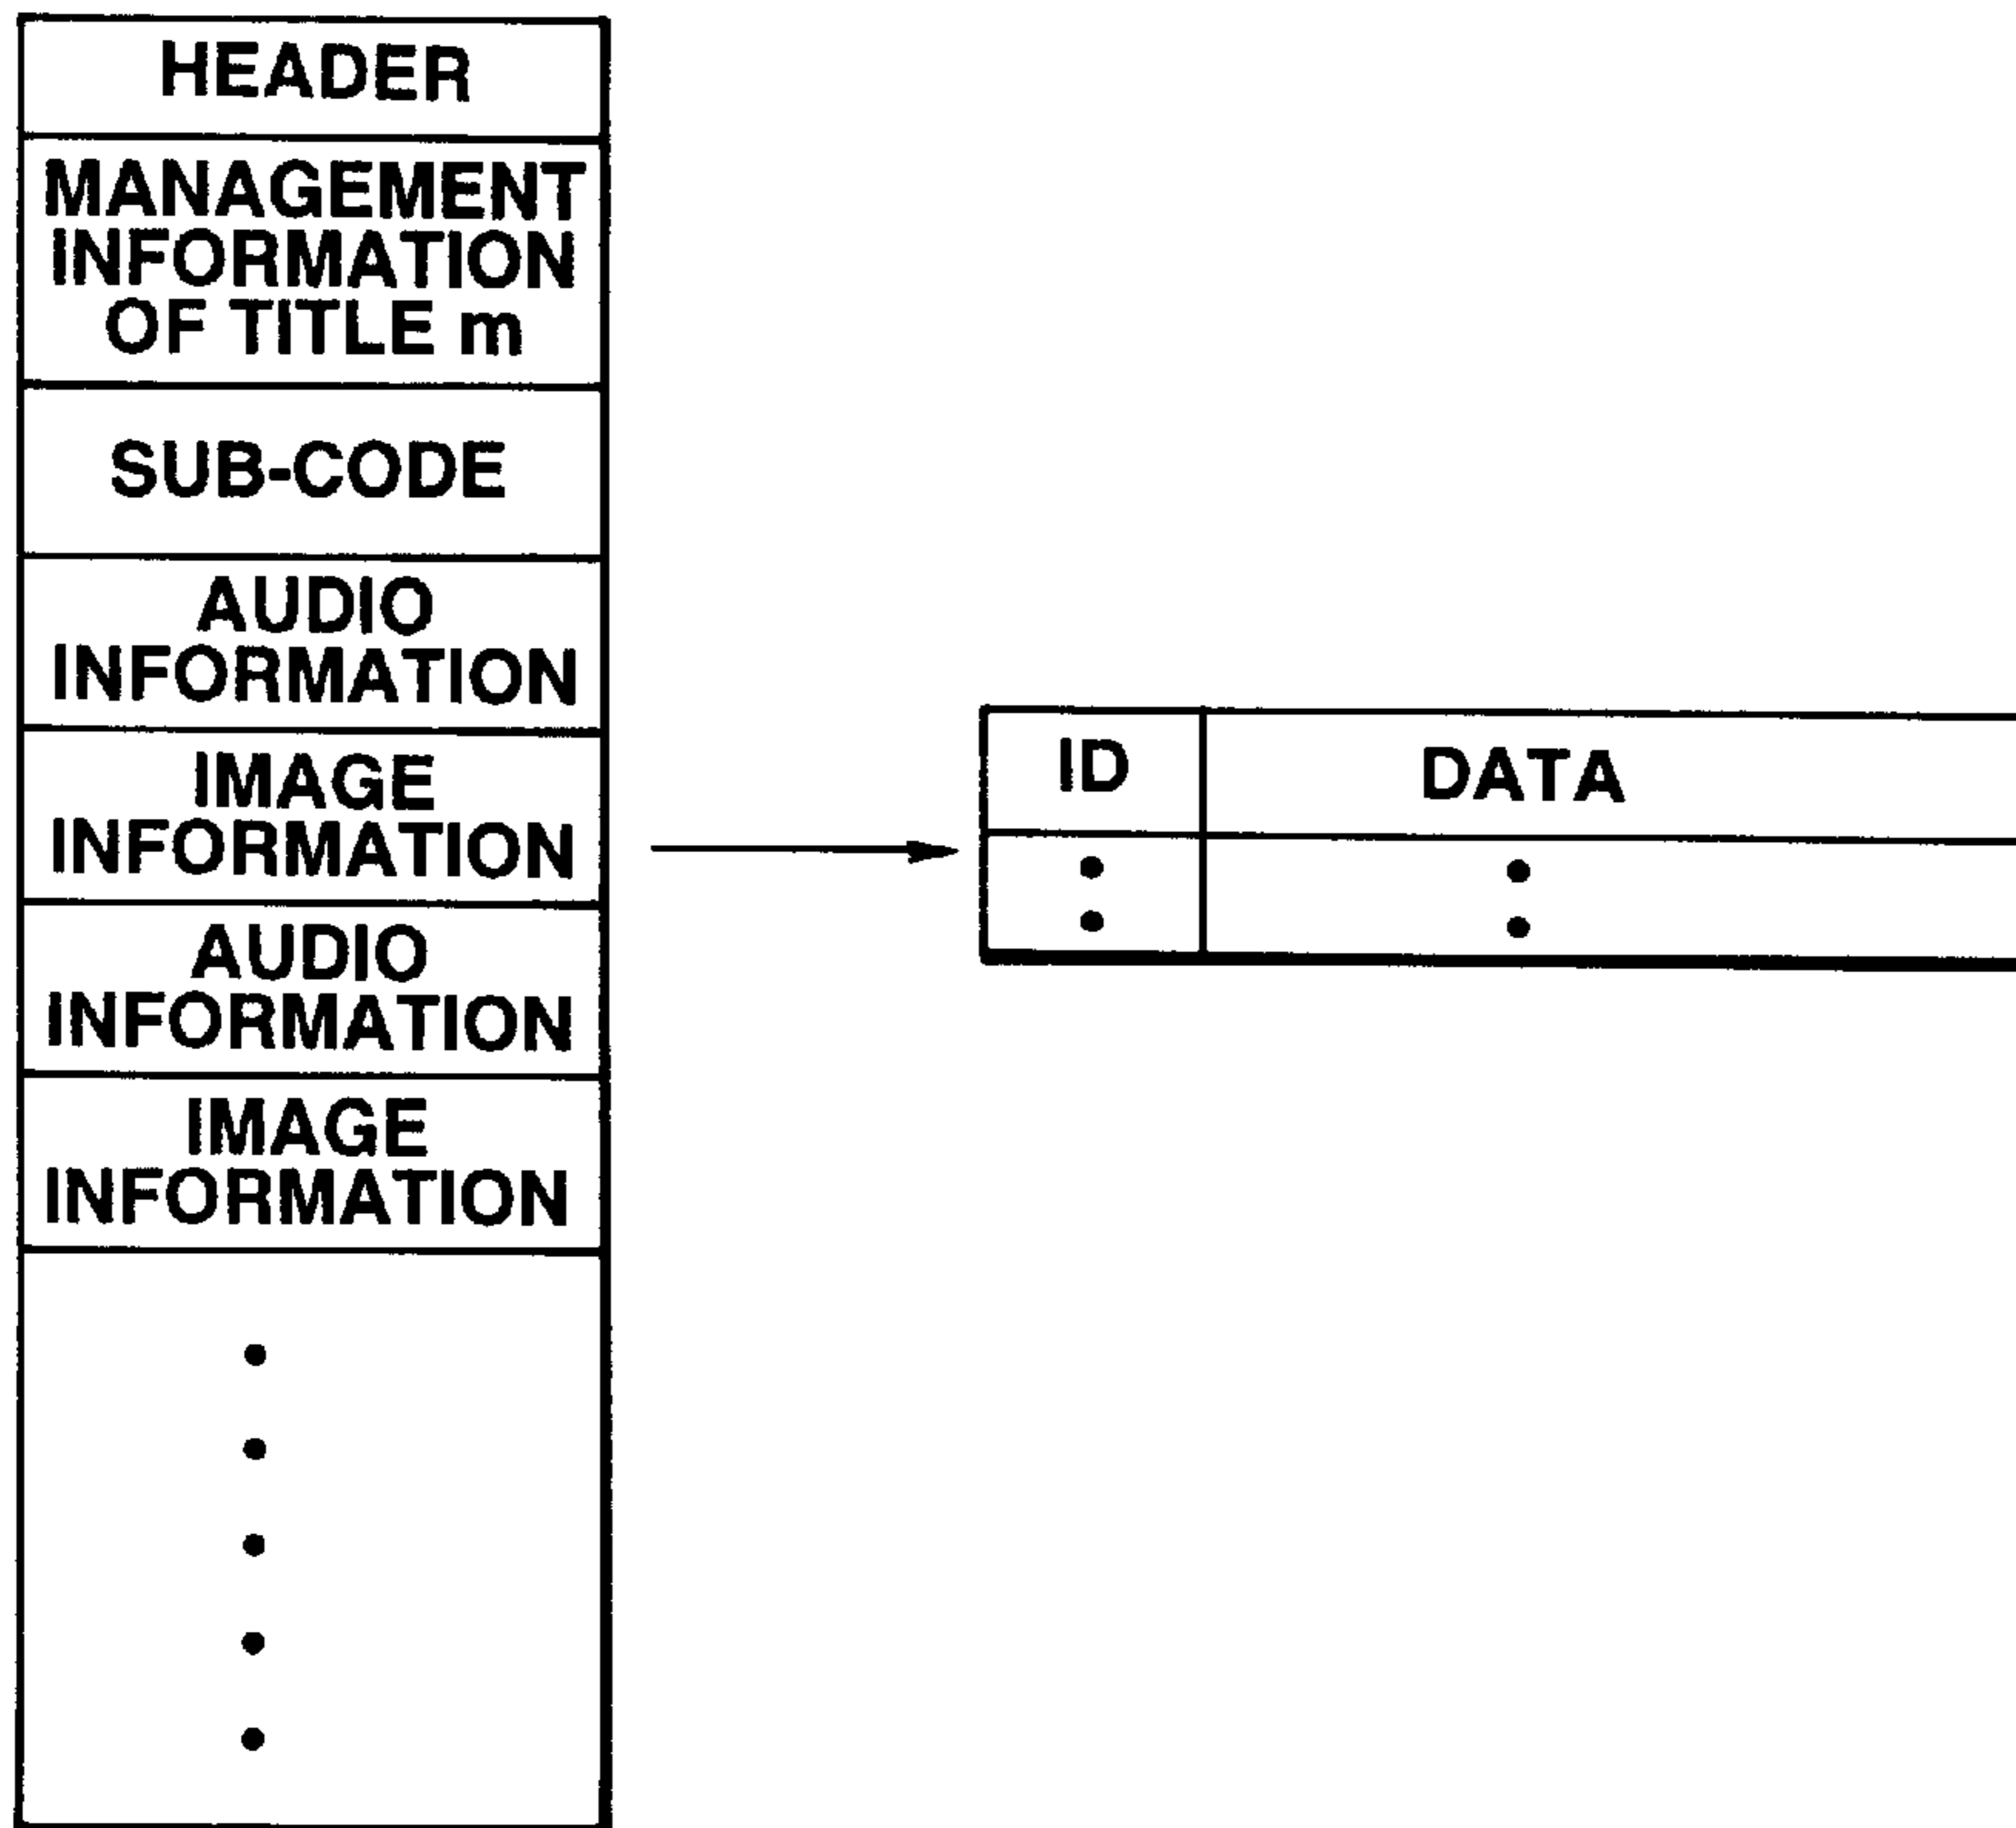 HEADER
MANAGEMENT
INFORMATION
OF TITLE m
SUB-CODE
AUDIO
INFORMATION
IMAGE
INFORMATION
AUDIO
INFORMATION
IMAGE
INFORMATION
ID DATA